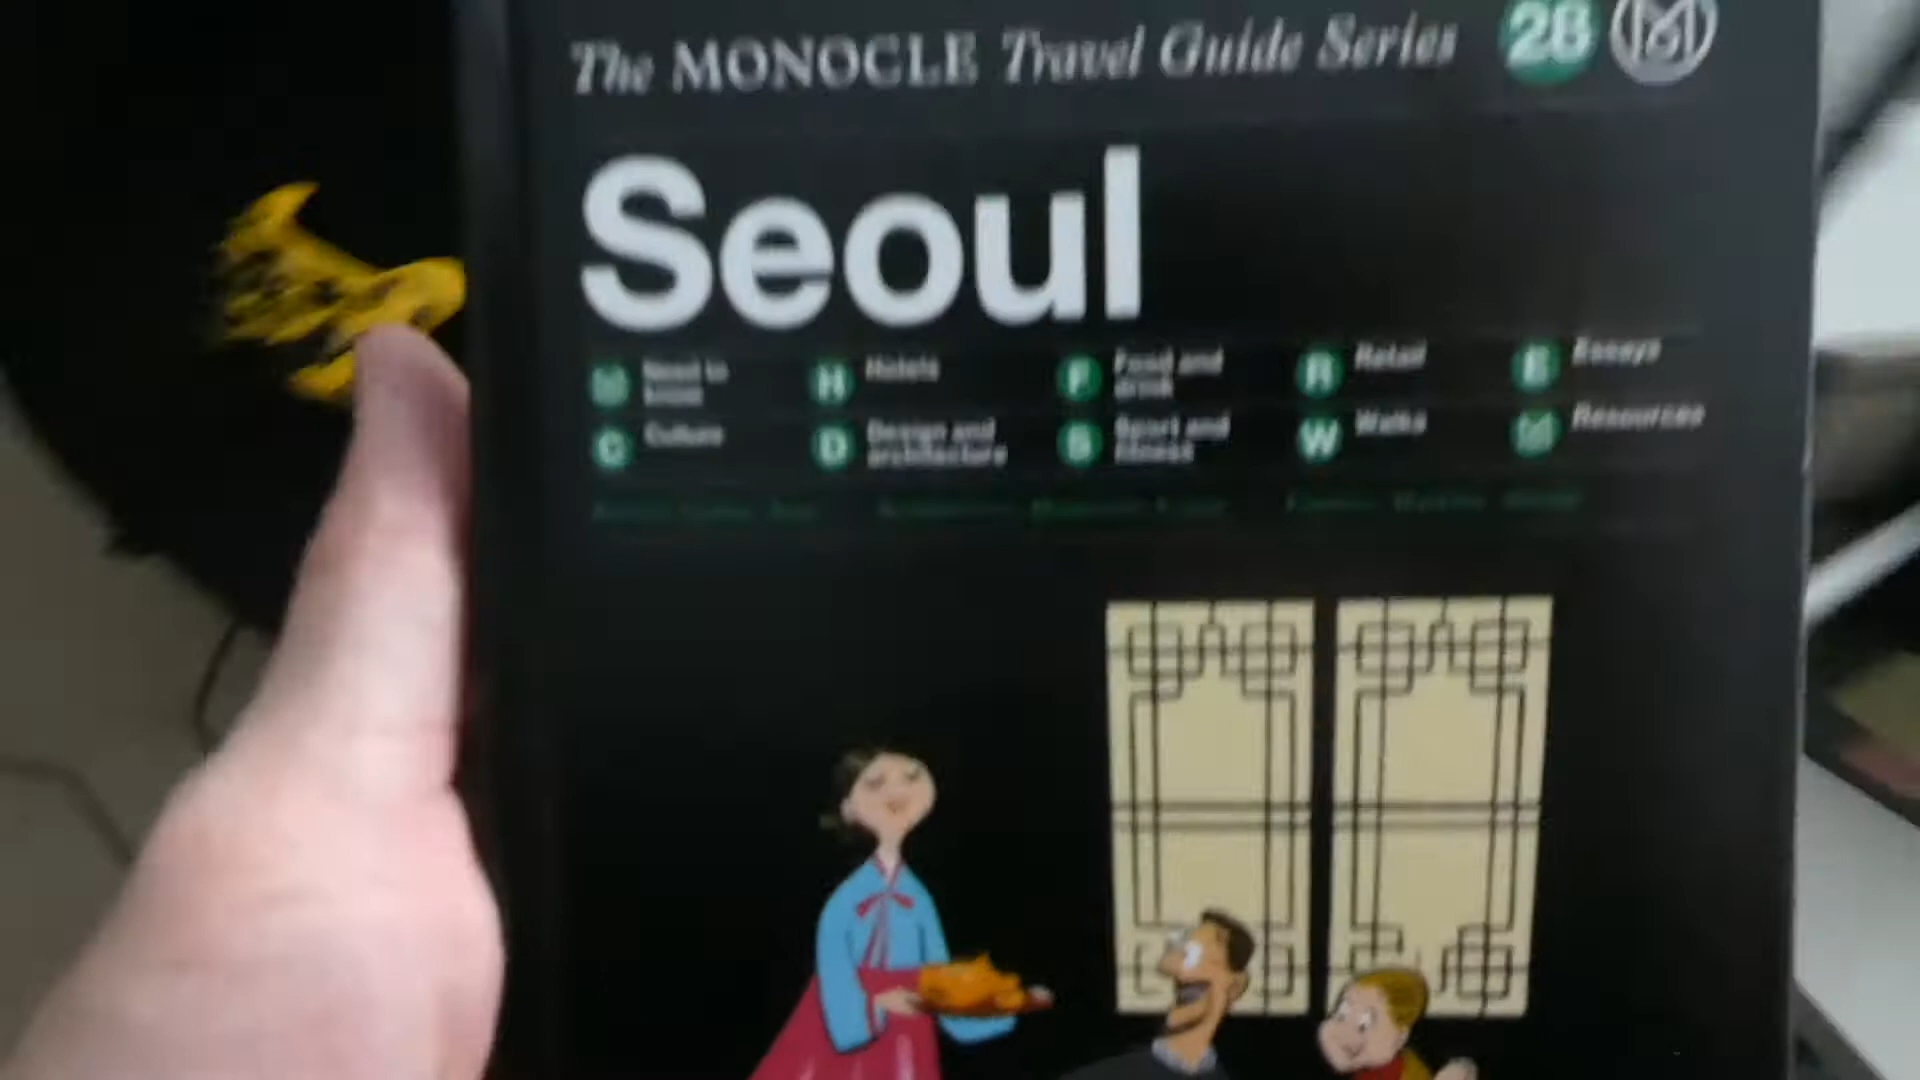 The MONOCLE Travel Guide Series 28 M
Seoul
Need to know
H Hotels
F Food and drink
R Retail
E Essays
C Culture
D Design and architecture
S Sport and fitness
W Walks
Resources